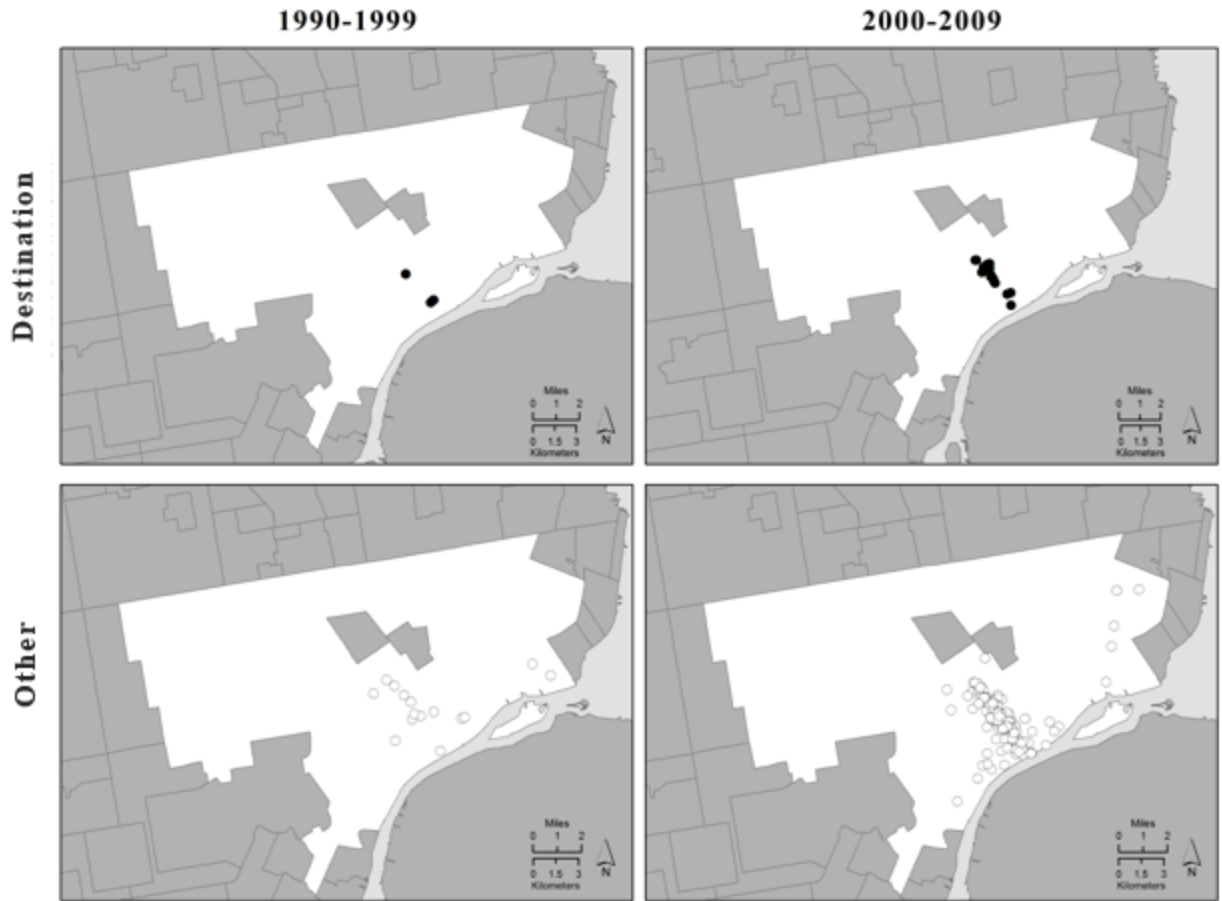 1990-1999
2000-2009
Destination
Miles
0 1 2
0 1.5 3
Kilometers
N
Miles
0 1 2
0 1.5 3
Kilometers
N
Other
Miles
0 1 2
0 1.5 3
Kilometers
N
Miles
0 1 2
0 1.5 3
Kilometers
N